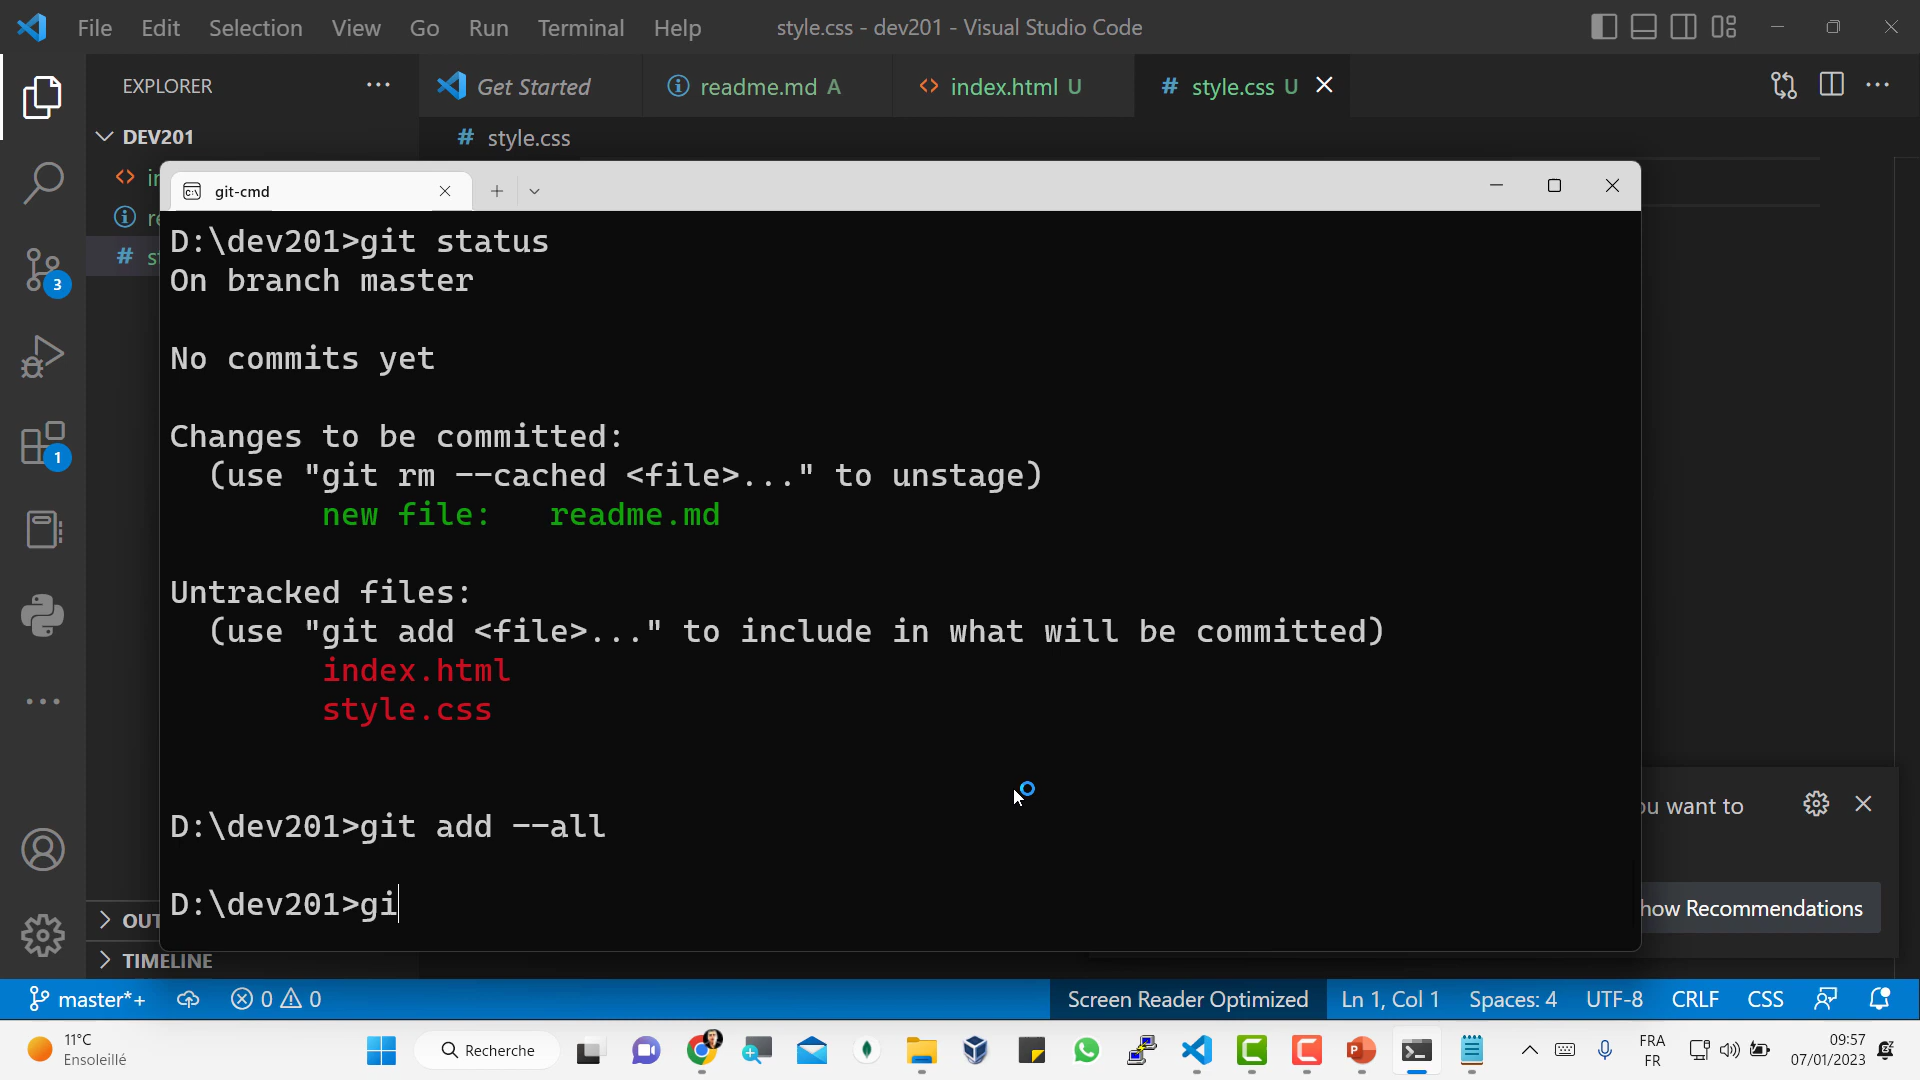 File Edit Selection View Go Run Terminal Help style.css - dev201 - Visual Studio Code
EXPLORER ··· Get Started readme.md A index.html U # style.css U
DEV201 # style.css
git-cmd
3
1
D:\dev201>git status
On branch master
No commits yet
Changes to be committed:
(use "git rm --cached <file>..." to unstage)
new file: readme.md
Untracked files:
(use "git add <file>..." to include in what will be committed)
index.html
style.css
D:\dev201>git add --all
D:\dev201>gi
ou want to
how Recommendations
OUT
TIMELINE
master*+ 0 0 Screen Reader Optimized Ln 1, Col 1 Spaces: 4 UTF-8 CRLF CSS
11°C
Ensoleillé
Recherche
FRA
FR
09:57
07/01/2023